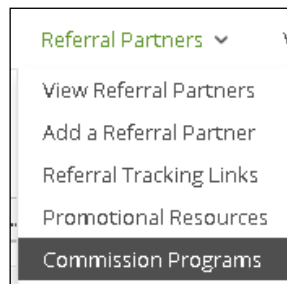 Referral Partners
View Referral Partners
Add a Referral Partner
Referral Tracking Links
Promotional Resources
Commission Programs